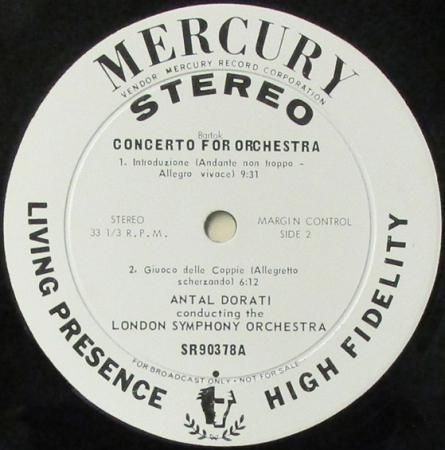 MERCURY
VENDOR MERCURY RECORD CORPORATION
STEREO
Bartok
CONCERTO FOR ORCHESTRA
1. Introduzione (Andante non troppo -
Allegro vivace) 9:31
STEREO
33 1/3 R.P.M.
MARGIN CONTROL
SIDE 2
2. Giuoco delle Coppie (Allegretto
scherzando) 6:12
ANTAL DORATI
conducting the
LONDON SYMPHONY ORCHESTRA
SR90378A
FOR BROADCAST ONLY • NOT FOR SALE
LIVING PRESENCE
HIGH FIDELITY